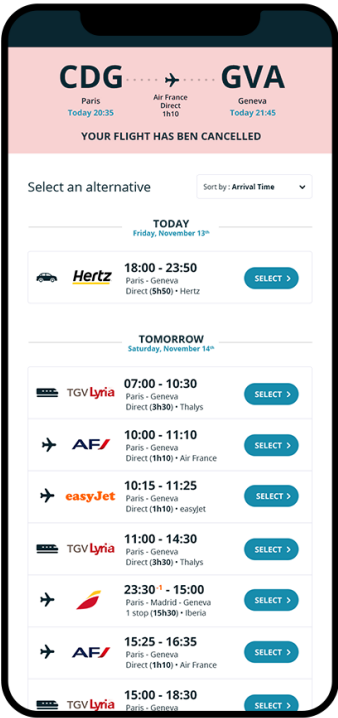 CDG GVA
Paris
Today 20:35
Air France
Direct
1h10
Geneva
Today 21:45
YOUR FLIGHT HAS BEN CANCELLED
Select an alternative
Sort by : Arrival Time
TODAY
Friday, November 13th
Hertz
18:00 - 23:50
Paris - Geneva
Direct (5h50) • Hertz
SELECT
TOMORROW
Saturday, November 14th
TGV Lyria
07:00 - 10:30
Paris - Geneva
Direct (3h30) • Thalys
SELECT
AF
10:00 - 11:10
Paris - Geneva
Direct (1h10) • Air France
SELECT
easyJet
10:15 - 11:25
Paris - Geneva
Direct (1h10) • easyJet
SELECT
TGV Lyria
11:00 - 14:30
Paris - Geneva
Direct (3h30) • Thalys
SELECT
23:30-1 - 15:00
Paris - Madrid - Geneva
1 stop (15h30) • Iberia
SELECT
AF
15:25 - 16:35
Paris - Geneva
Direct (1h10) • Air France
SELECT
TGV Lyria
15:00 - 18:30
Paris - Geneva
SELECT